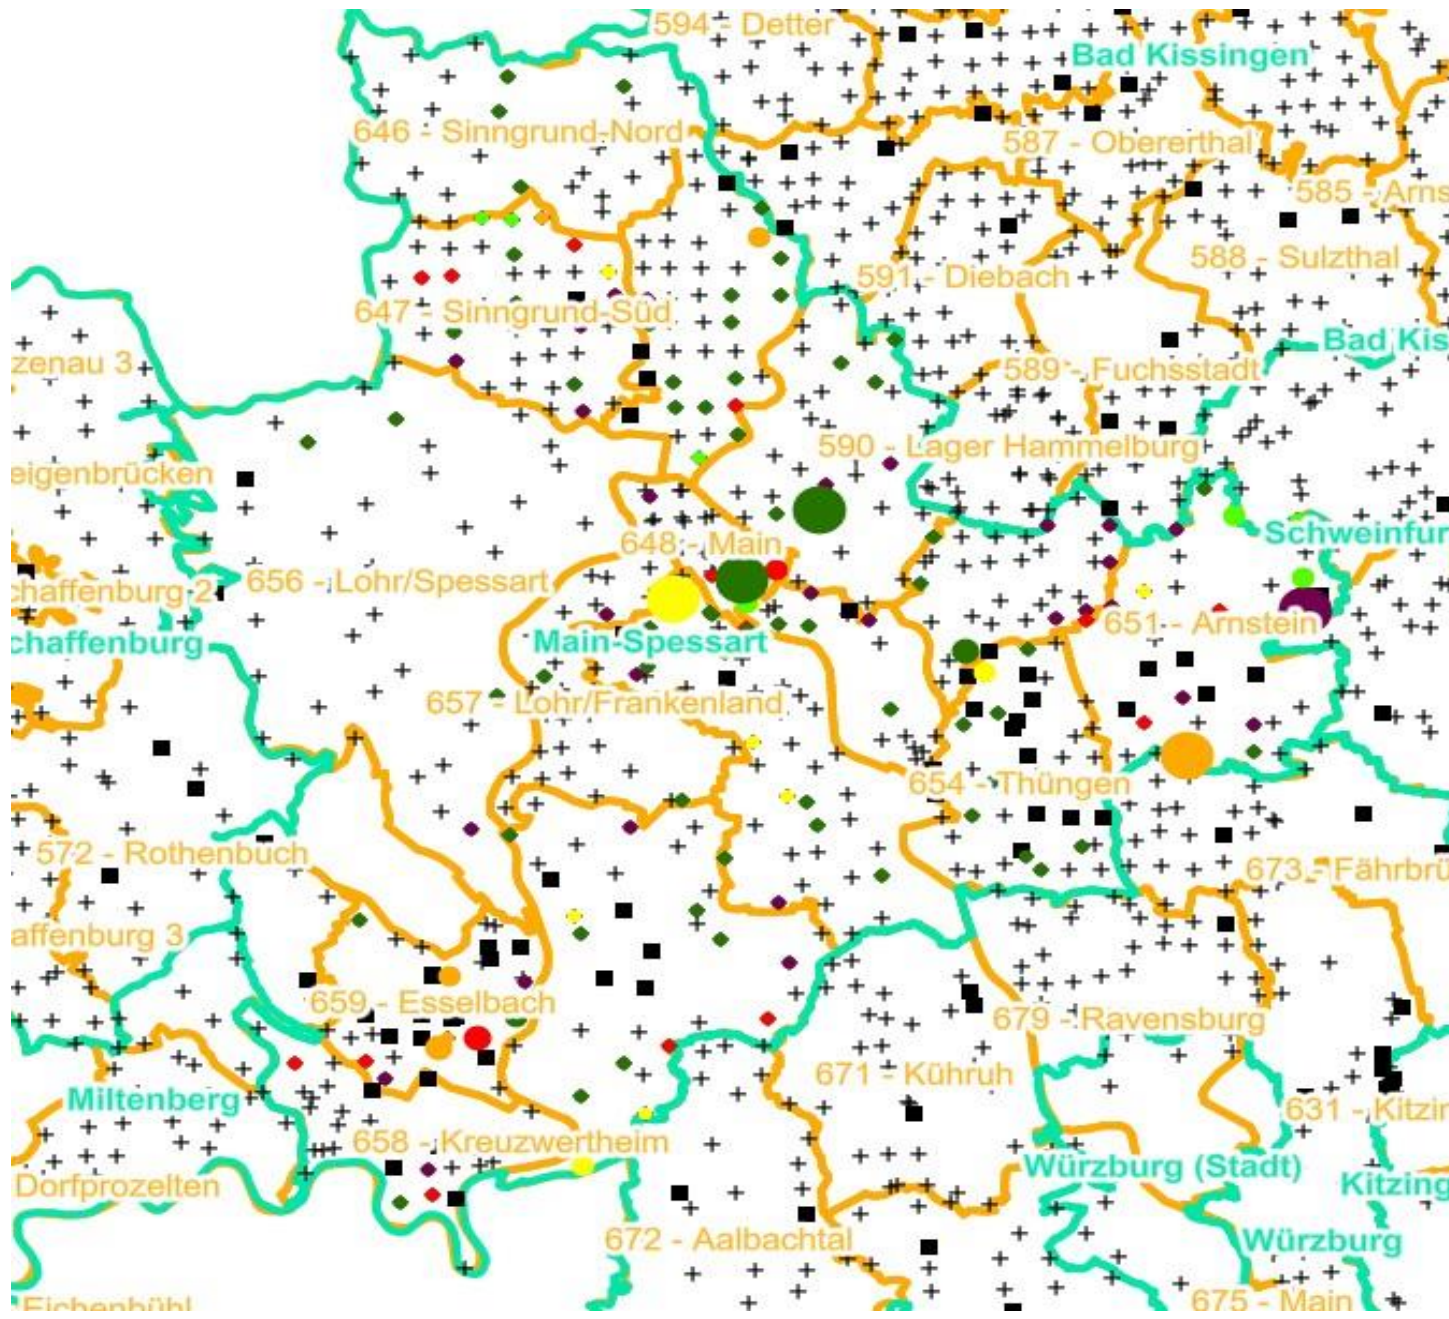 594 - Detter
Bad Kissingen
646 - Sinngrund-Nord
587 - Obererthal
585 - Arns
588 - Sulzthal
591 - Diebach
647 - Sinngrund-Süd
Bad Kis
zenau 3
589 - Fuchsstadt
590 - Lager Hammelburg
eigenbrücken
Schweinfur
648 - Main
656 - Lohr/Spessart
chaffenburg 2
651 - Arnstein
chaffenburg
Main-Spessart
657 - Lohr/Frankenland
654 - Thüngen
572 - Rothenbuch
673 - Fährbrü
affenburg 3
659 - Esselbach
679 - Ravensburg
671 - Kühruh
Miltenberg
631 - Kitzin
658 - Kreuzwertheim
Würzburg (Stadt)
Dorfprozelten
Kitzing
672 - Aalbachtal
Würzburg
675 - Main
Eichenbühl